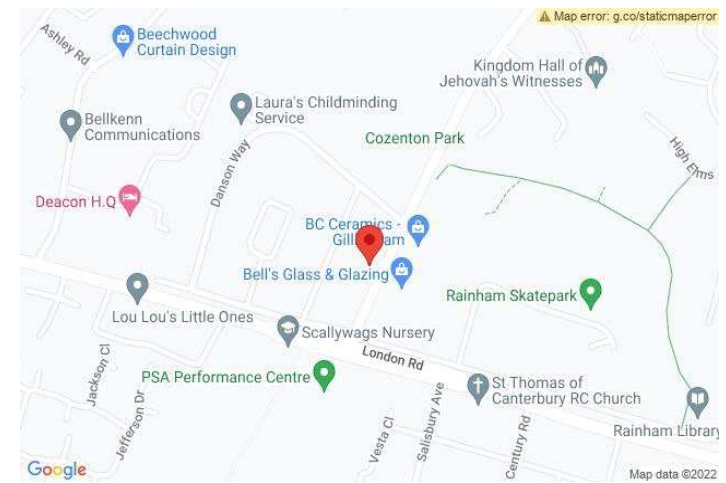 Map error: g.co/staticmaperror
Ashley Rd
Beechwood
Curtain Design
Kingdom Hall of
Jehovah's Witnesses
Laura's Childminding
Service
Bellkenn
Communications
Cozenton Park
High Elms
Danson Way
Deacon H.Q
BC Ceramics -
Bell's Glass & Glazing
Rainham Skatepark
Lou Lou's Little Ones
Scallywags Nursery
London Rd
Jackson Cl
PSA Performance Centre
St Thomas of
Canterbury RC Church
Jefferson Dr
Vesta Cl
Salisbury Ave
Century Rd
Rainham Library
Google
Map data ©2022